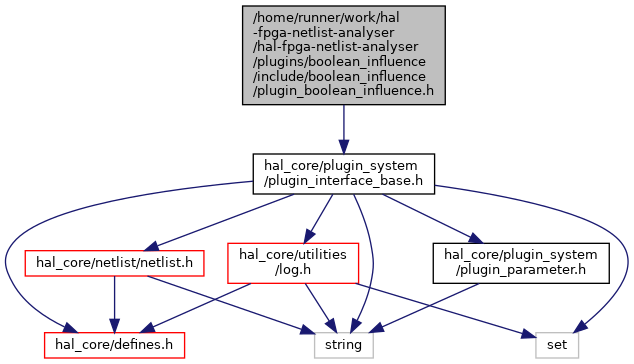 /home/runner/work/hal
-fpga-netlist-analyser
/hal-fpga-netlist-analyser
/plugins/boolean_influence
/include/boolean_influence
/plugin_boolean_influence.h
hal_core/plugin_system
/plugin_interface_base.h
hal_core/netlist/netlist.h
hal_core/utilities
/log.h
hal_core/plugin_system
/plugin_parameter.h
hal_core/defines.h
string
set